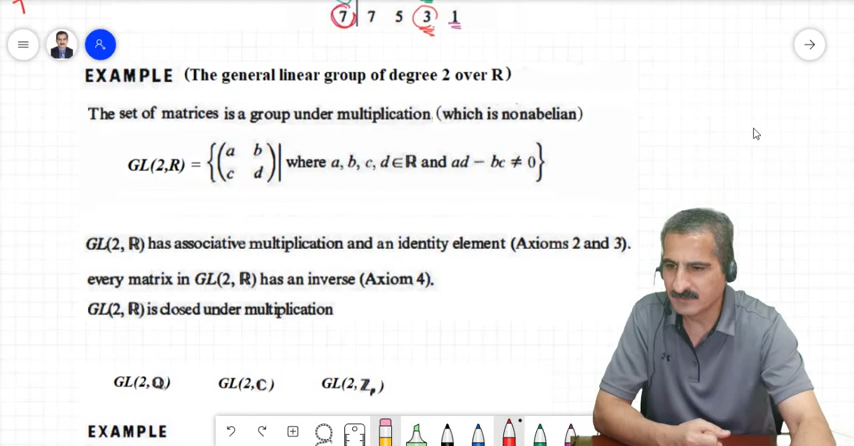 7 7 5 3 1
EXAMPLE (The general linear group of degree 2 over R)
The set of matrices is a group under multiplication (which is nonabelian)
GL(2,R) = {(a b
c d)| where a, b, c, d∈R and ad − bc ≠ 0}
GL(2, R) has associative multiplication and an identity element (Axioms 2 and 3).
every matrix in GL(2, R) has an inverse (Axiom 4).
GL(2, R) is closed under multiplication
GL(2,Q) GL(2,C) GL(2,Zₚ)
EXAMPLE